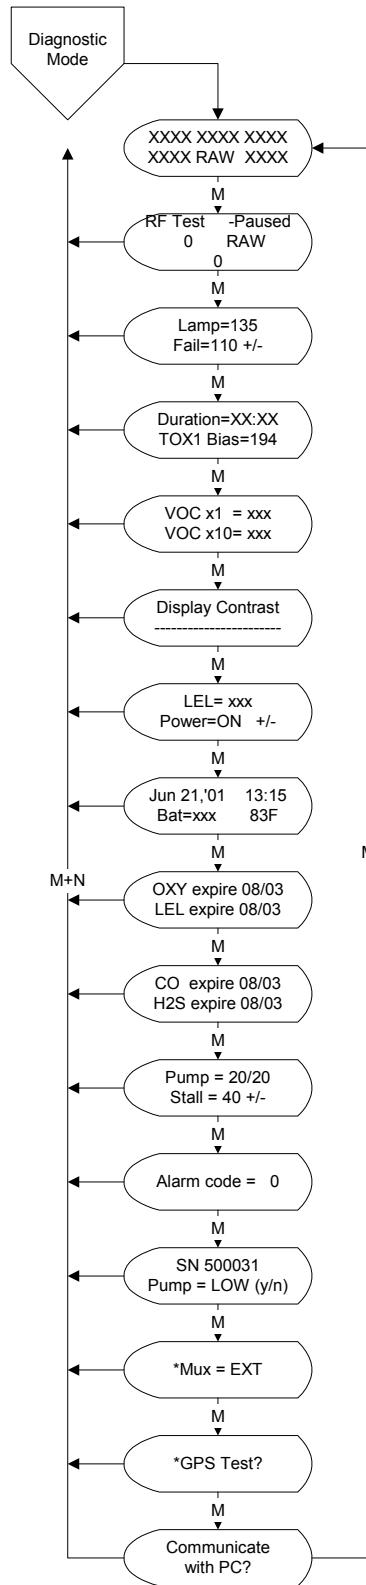 Diagnostic
Mode
XXXX XXXX XXXX
XXXX RAW XXXX
M
RF Test -Paused
0 RAW
0
M
Lamp=135
Fail=110 +/-
M
Duration=XX:XX
TOX1 Bias=194
M
VOC x1 = xxx
VOC x10= xxx
M
Display Contrast
------------------------
M
LEL= xxx
Power=ON +/-
M
Jun 21,'01 13:15
Bat=xxx 83F
M
M+N
OXY expire 08/03
LEL expire 08/03
M
CO expire 08/03
H2S expire 08/03
M
Pump = 20/20
Stall = 40 +/-
M
Alarm code = 0
M
SN 500031
Pump = LOW (y/n)
M
*Mux = EXT
M
*GPS Test?
M
Communicate
with PC?